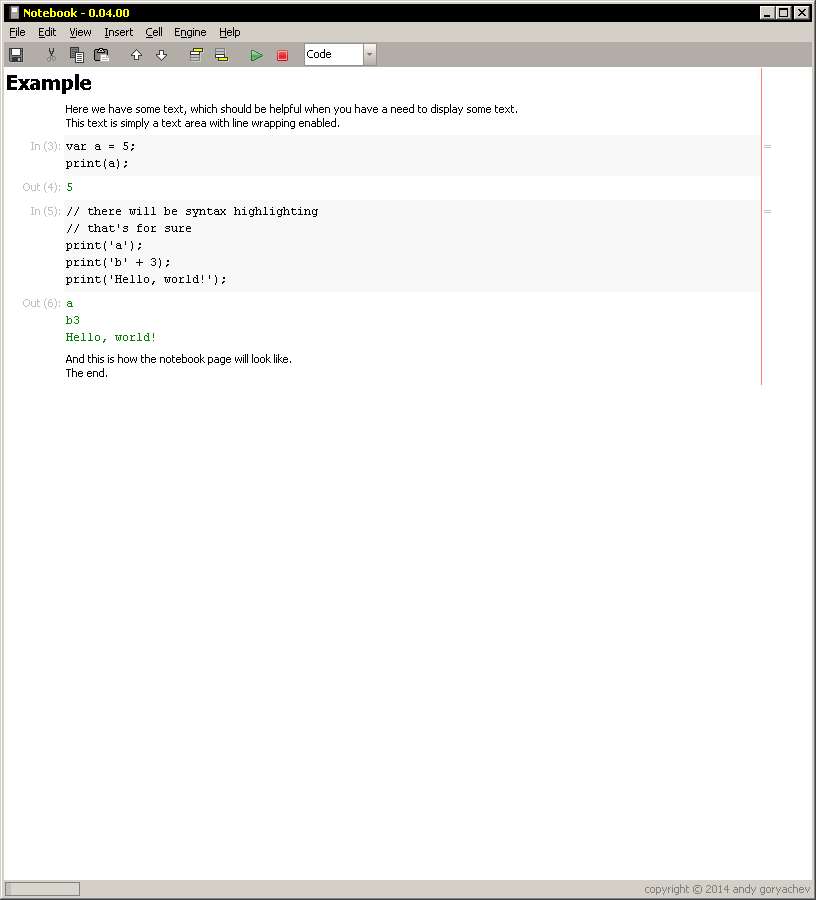 Notebook - 0.04.00
File Edit View Insert Cell Engine Help
Code
Example
Here we have some text, which should be helpful when you have a need to display some text.
This text is simply a text area with line wrapping enabled.
In (3): var a = 5;
print(a);
Out (4): 5
In (5): // there will be syntax highlighting
// that's for sure
print('a');
print('b' + 3);
print('Hello, world!');
Out (6): a
b3
Hello, world!
And this is how the notebook page will look like.
The end.
copyright © 2014 andy goryachev